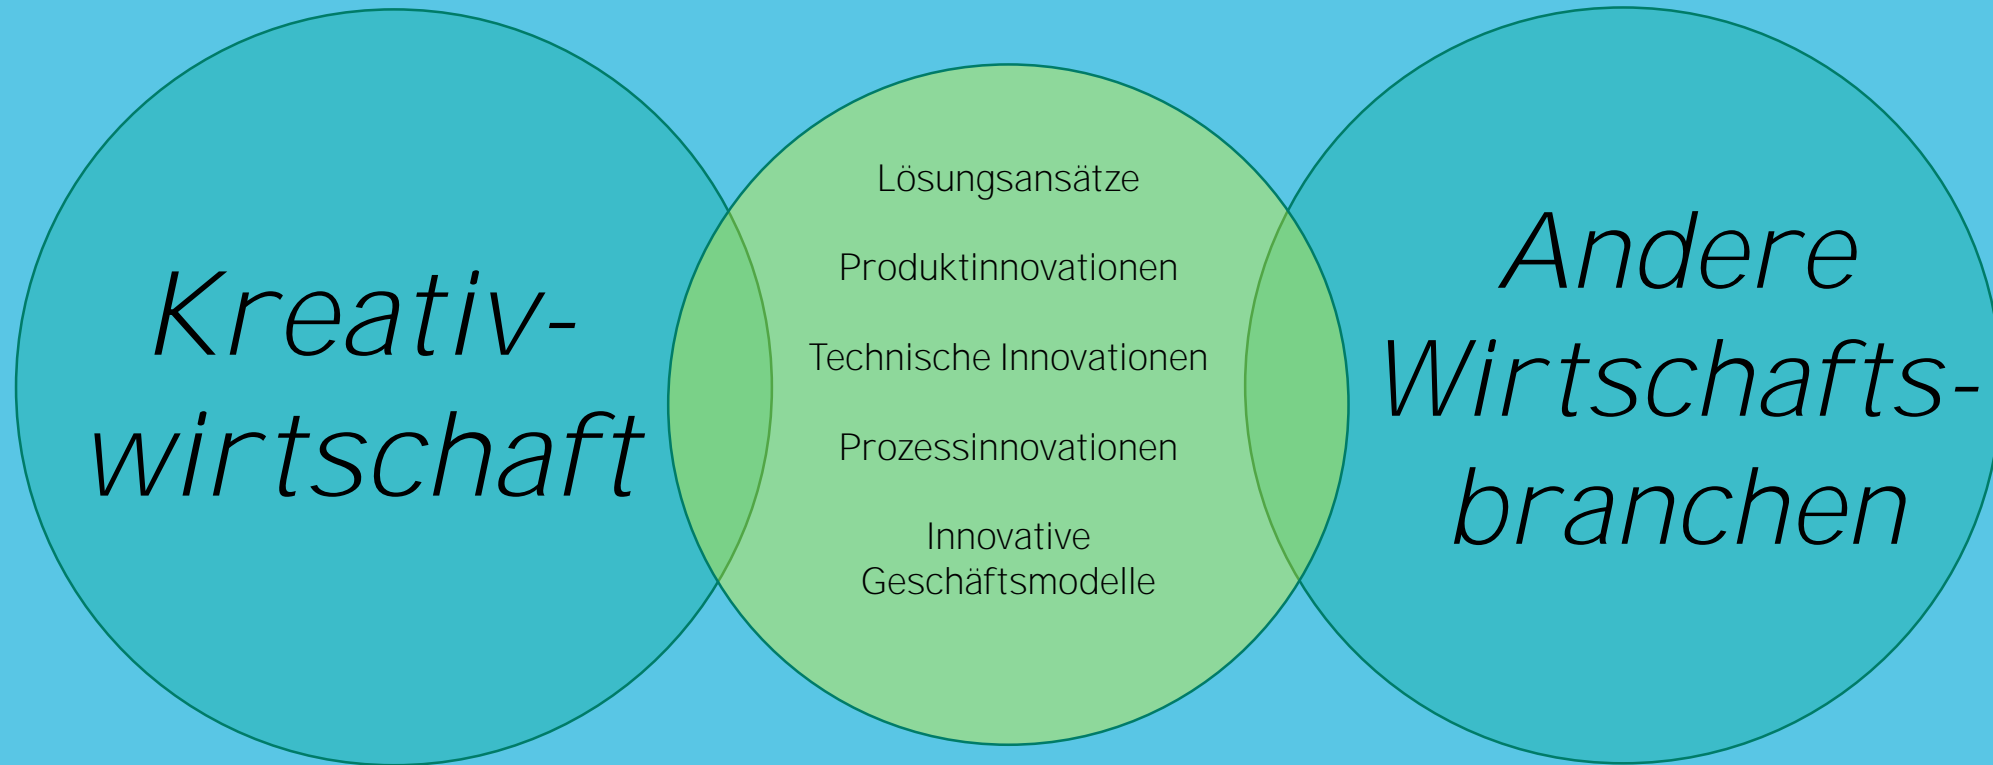 Kreativ-
wirtschaft
Lösungsansätze
Produktinnovationen
Technische Innovationen
Prozessinnovationen
Innovative
Geschäftsmodelle
Andere
Wirtschafts-
branchen